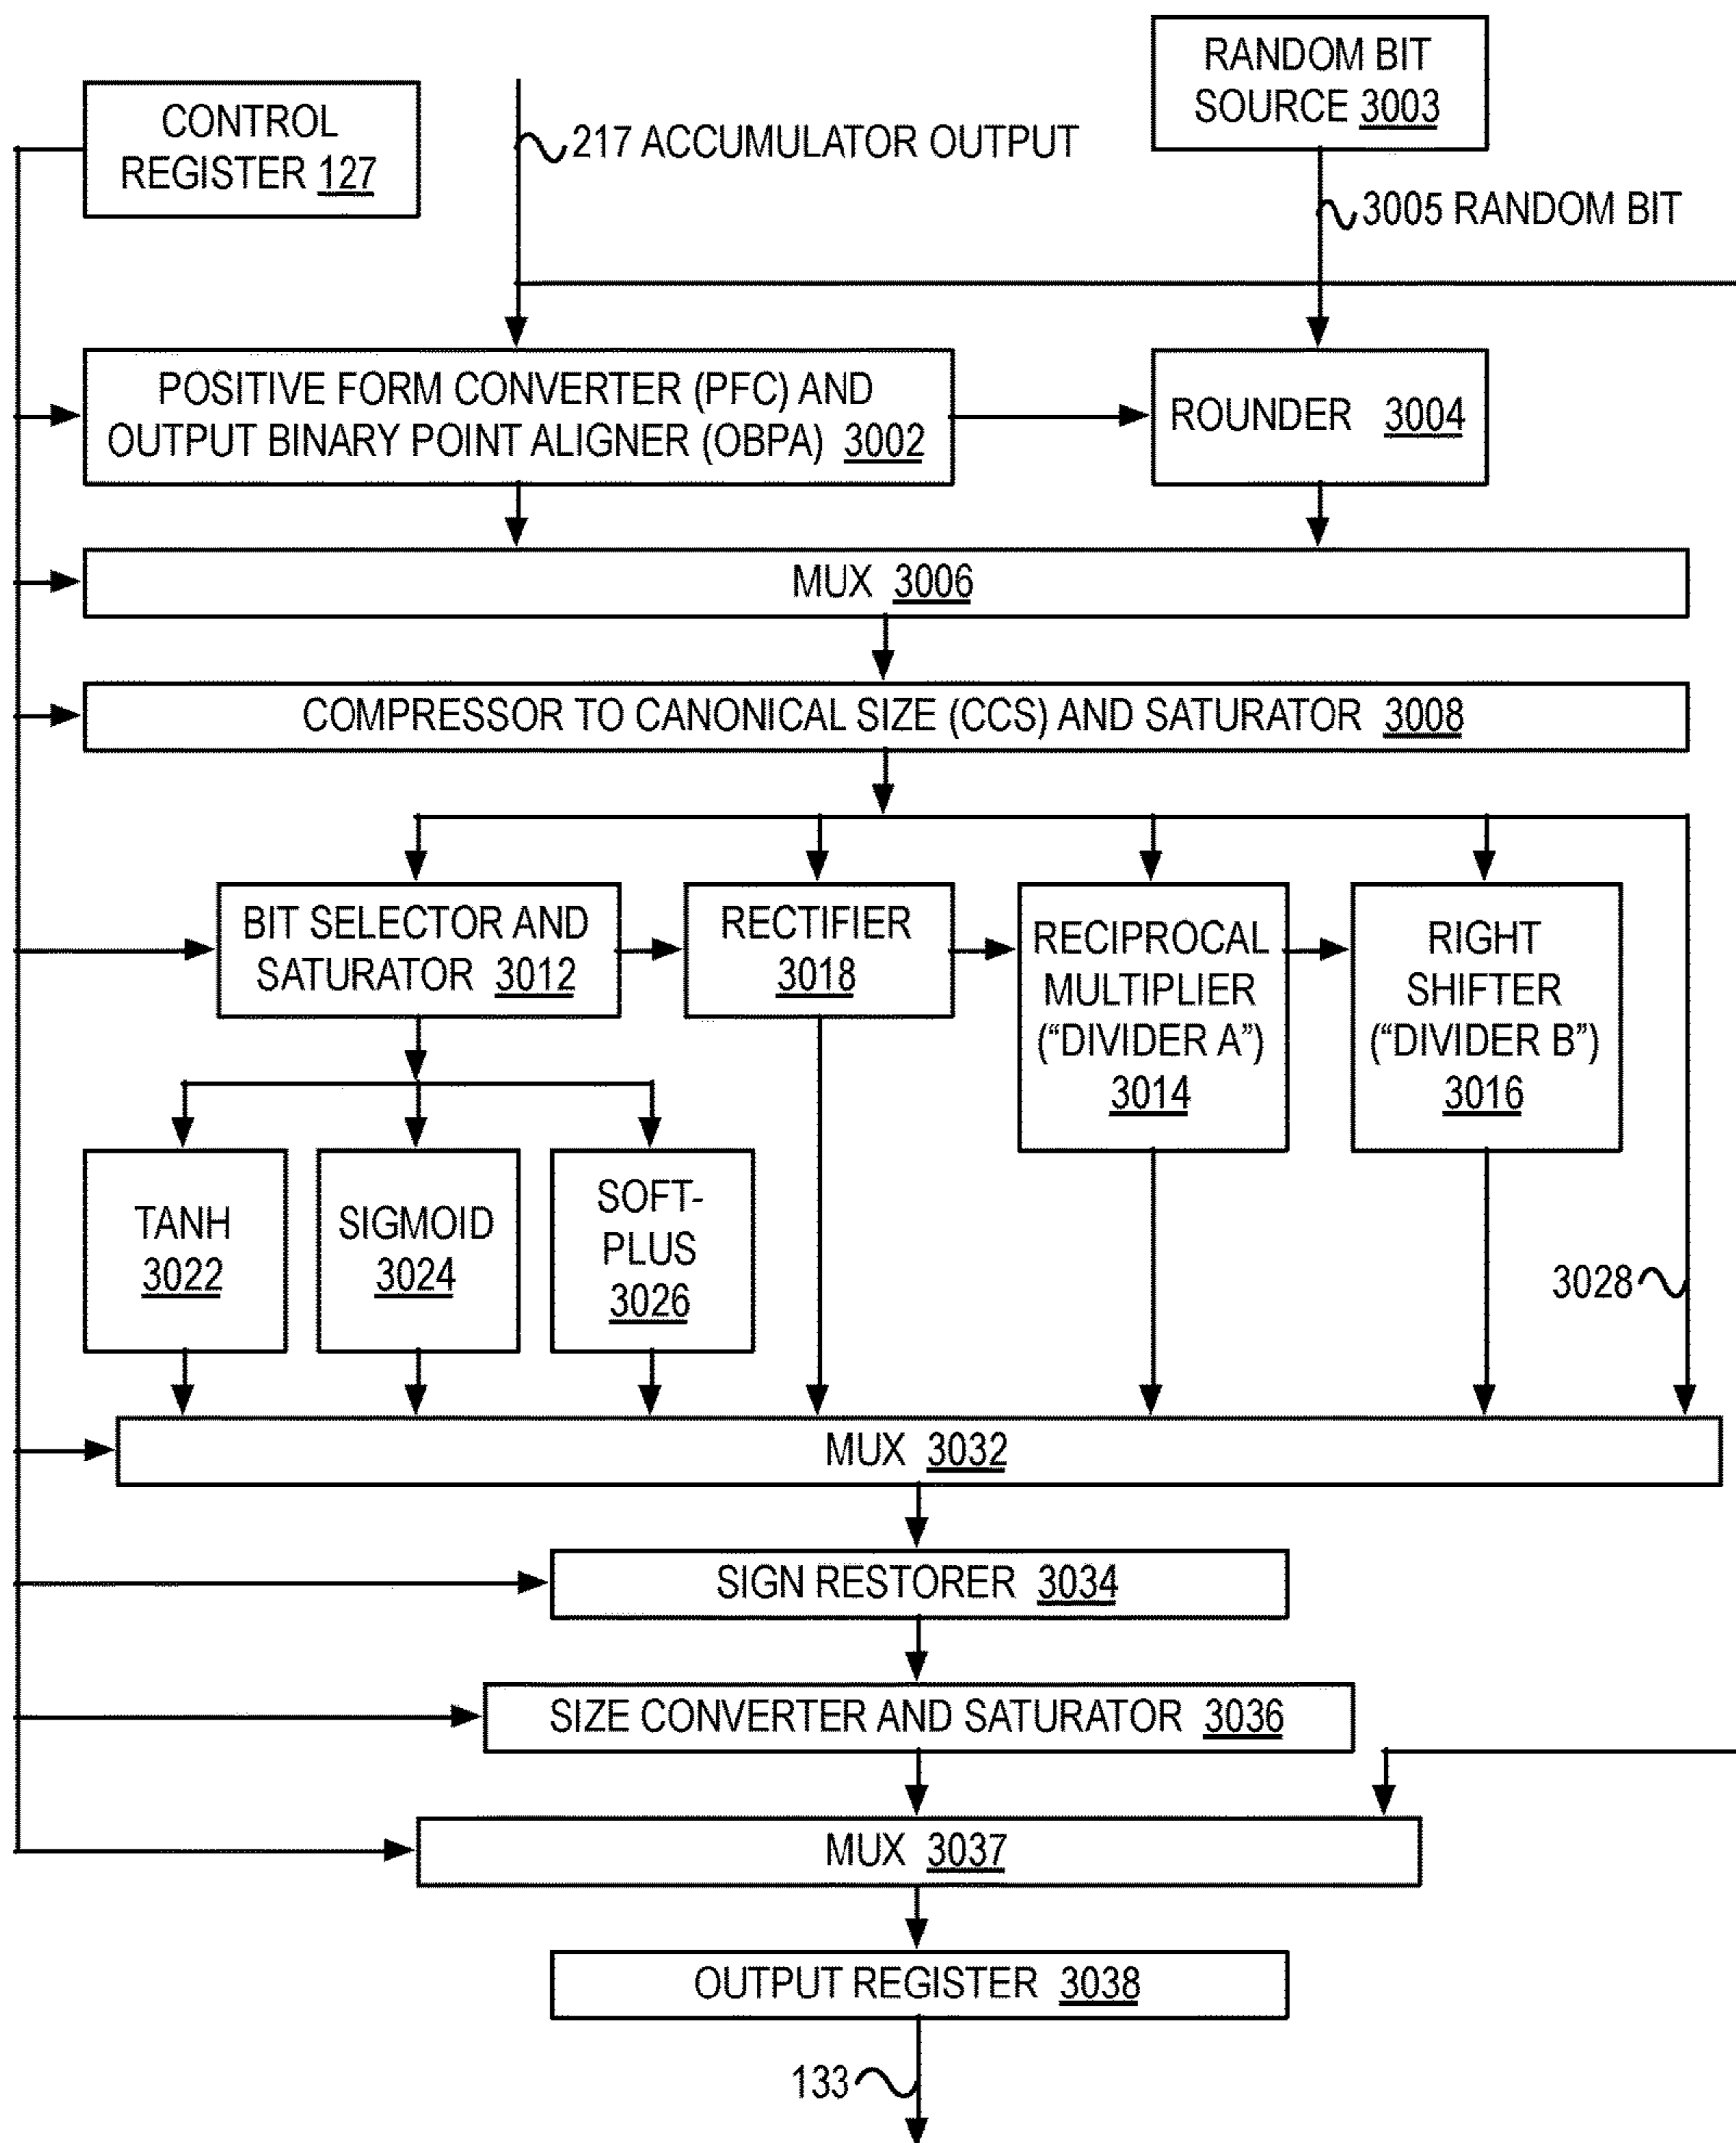 RANDOM BIT
SOURCE 3003
CONTROL
REGISTER 127
217 ACCUMULATOR OUTPUT
3005 RANDOM BIT
POSITIVE FORM CONVERTER (PFC) AND
OUTPUT BINARY POINT ALIGNER (OBPA) 3002
ROUNDER 3004
MUX 3006
COMPRESSOR TO CANONICAL SIZE (CCS) AND SATURATOR 3008
BIT SELECTOR AND
SATURATOR 3012
RECTIFIER
3018
RECIPROCAL
MULTIPLIER
(“DIVIDER A”)
3014
RIGHT
SHIFTER
(“DIVIDER B”)
3016
TANH
3022
SIGMOID
3024
SOFT-
PLUS
3026
3028
MUX 3032
SIGN RESTORER 3034
SIZE CONVERTER AND SATURATOR 3036
MUX 3037
OUTPUT REGISTER 3038
133